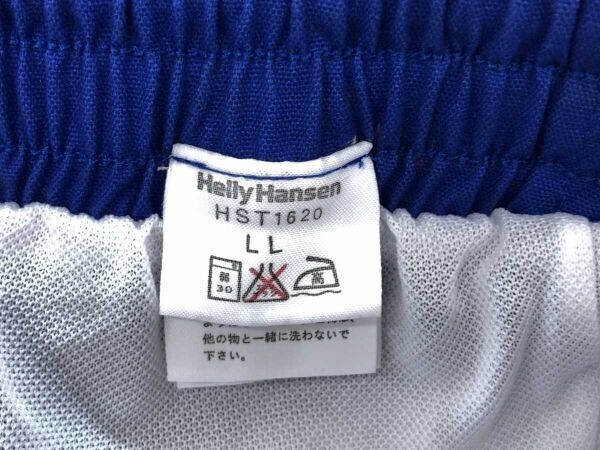 Helly Hansen
HST1620
LL
弱 高
30
他の物と一緒に洗わないで
下さい。